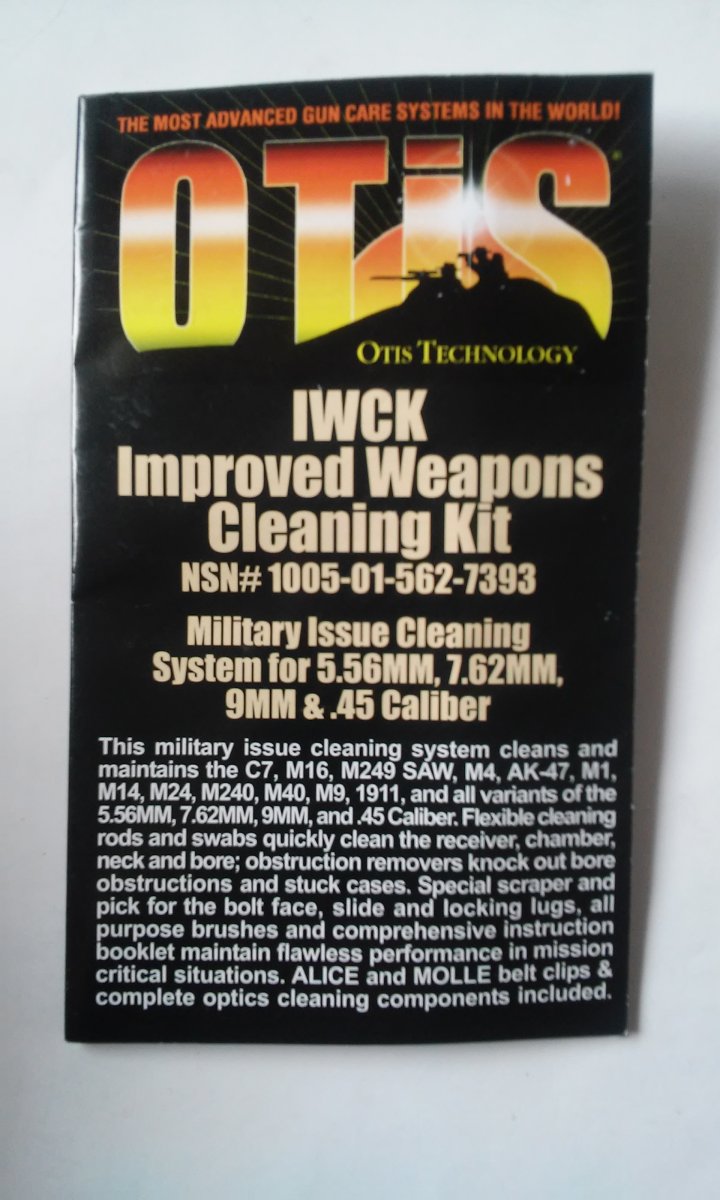 THE MOST ADVANCED GUN CARE SYSTEMS IN THE WORLD!
OTiS
OTIS TECHNOLOGY
IWCK
Improved Weapons
Cleaning Kit
NSN# 1005-01-562-7393
Military Issue Cleaning
System for 5.56MM, 7.62MM,
9MM & .45 Caliber
This military issue cleaning system cleans and
maintains the C7, M16, M249 SAW, M4, AK-47, M1,
M14, M24, M240, M40, M9, 1911, and all variants of the
5.56MM, 7.62MM, 9MM, and .45 Caliber. Flexible cleaning
rods and swabs quickly clean the receiver, chamber,
neck and bore; obstruction removers knock out bore
obstructions and stuck cases. Special scraper and
pick for the bolt face, slide and locking lugs, all
purpose brushes and comprehensive instruction
booklet maintain flawless performance in mission
critical situations. ALICE and MOLLE belt clips &
complete optics cleaning components included.